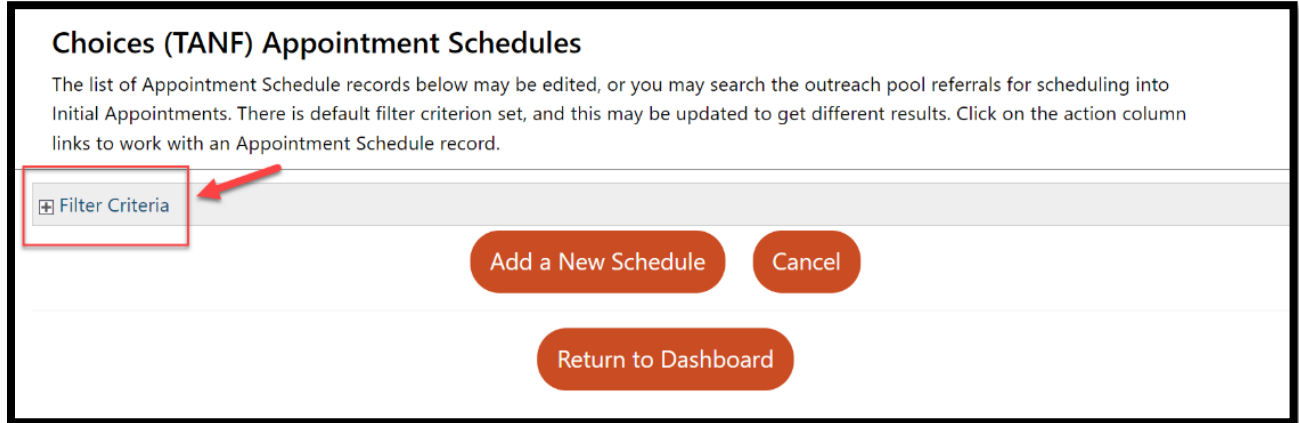 Choices (TANF) Appointment Schedules
The list of Appointment Schedule records below may be edited, or you may search the outreach pool referrals for scheduling into
Initial Appointments. There is default filter criterion set, and this may be updated to get different results. Click on the action column
links to work with an Appointment Schedule record.
Filter Criteria
Add a New Schedule Cancel
Return to Dashboard